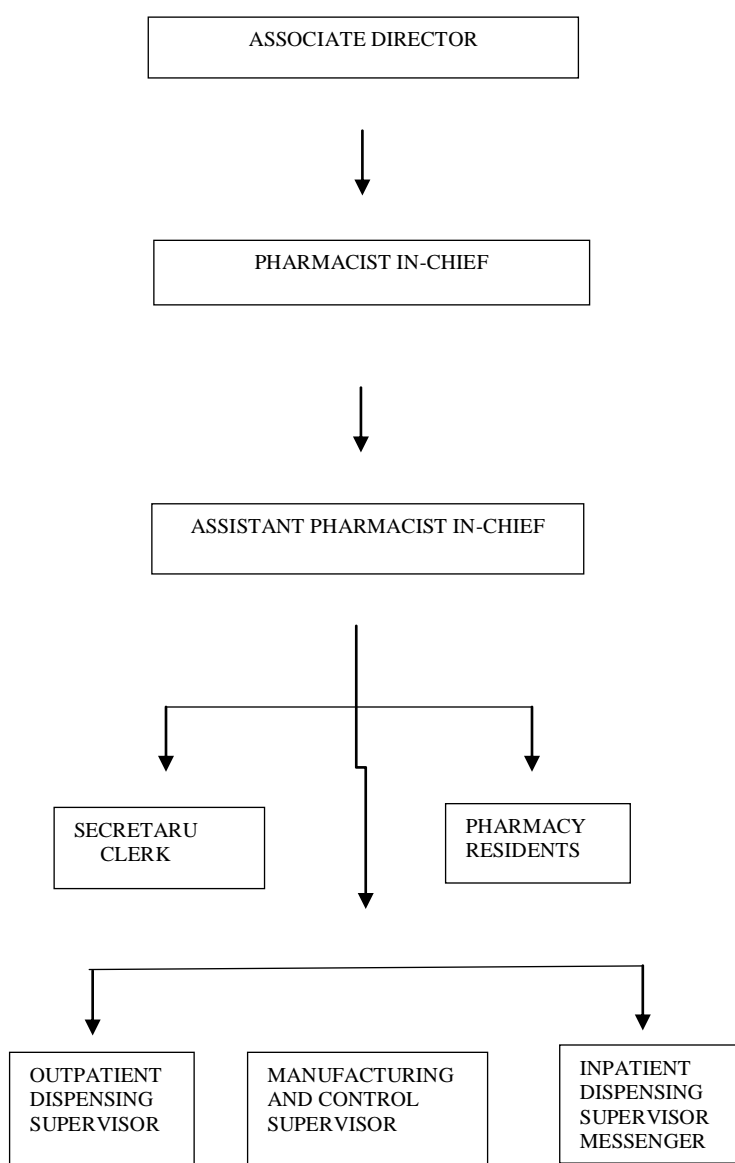 ASSOCIATE DIRECTOR
PHARMACIST IN-CHIEF
ASSISTANT PHARMACIST IN-CHIEF
SECRETARU
CLERK
PHARMACY
RESIDENTS
OUTPATIENT
DISPENSING
SUPERVISOR
MANUFACTURING
AND CONTROL
SUPERVISOR
INPATIENT
DISPENSING
SUPERVISOR
MESSENGER